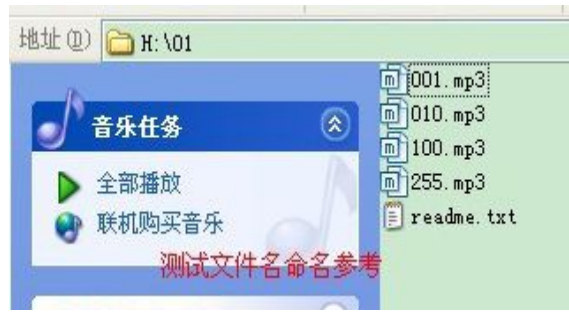 地址(D) H:\01
001.mp3
音乐任务
010.mp3
100.mp3
全部播放
255.mp3
联机购买音乐
readme.txt
测试文件名命名参考